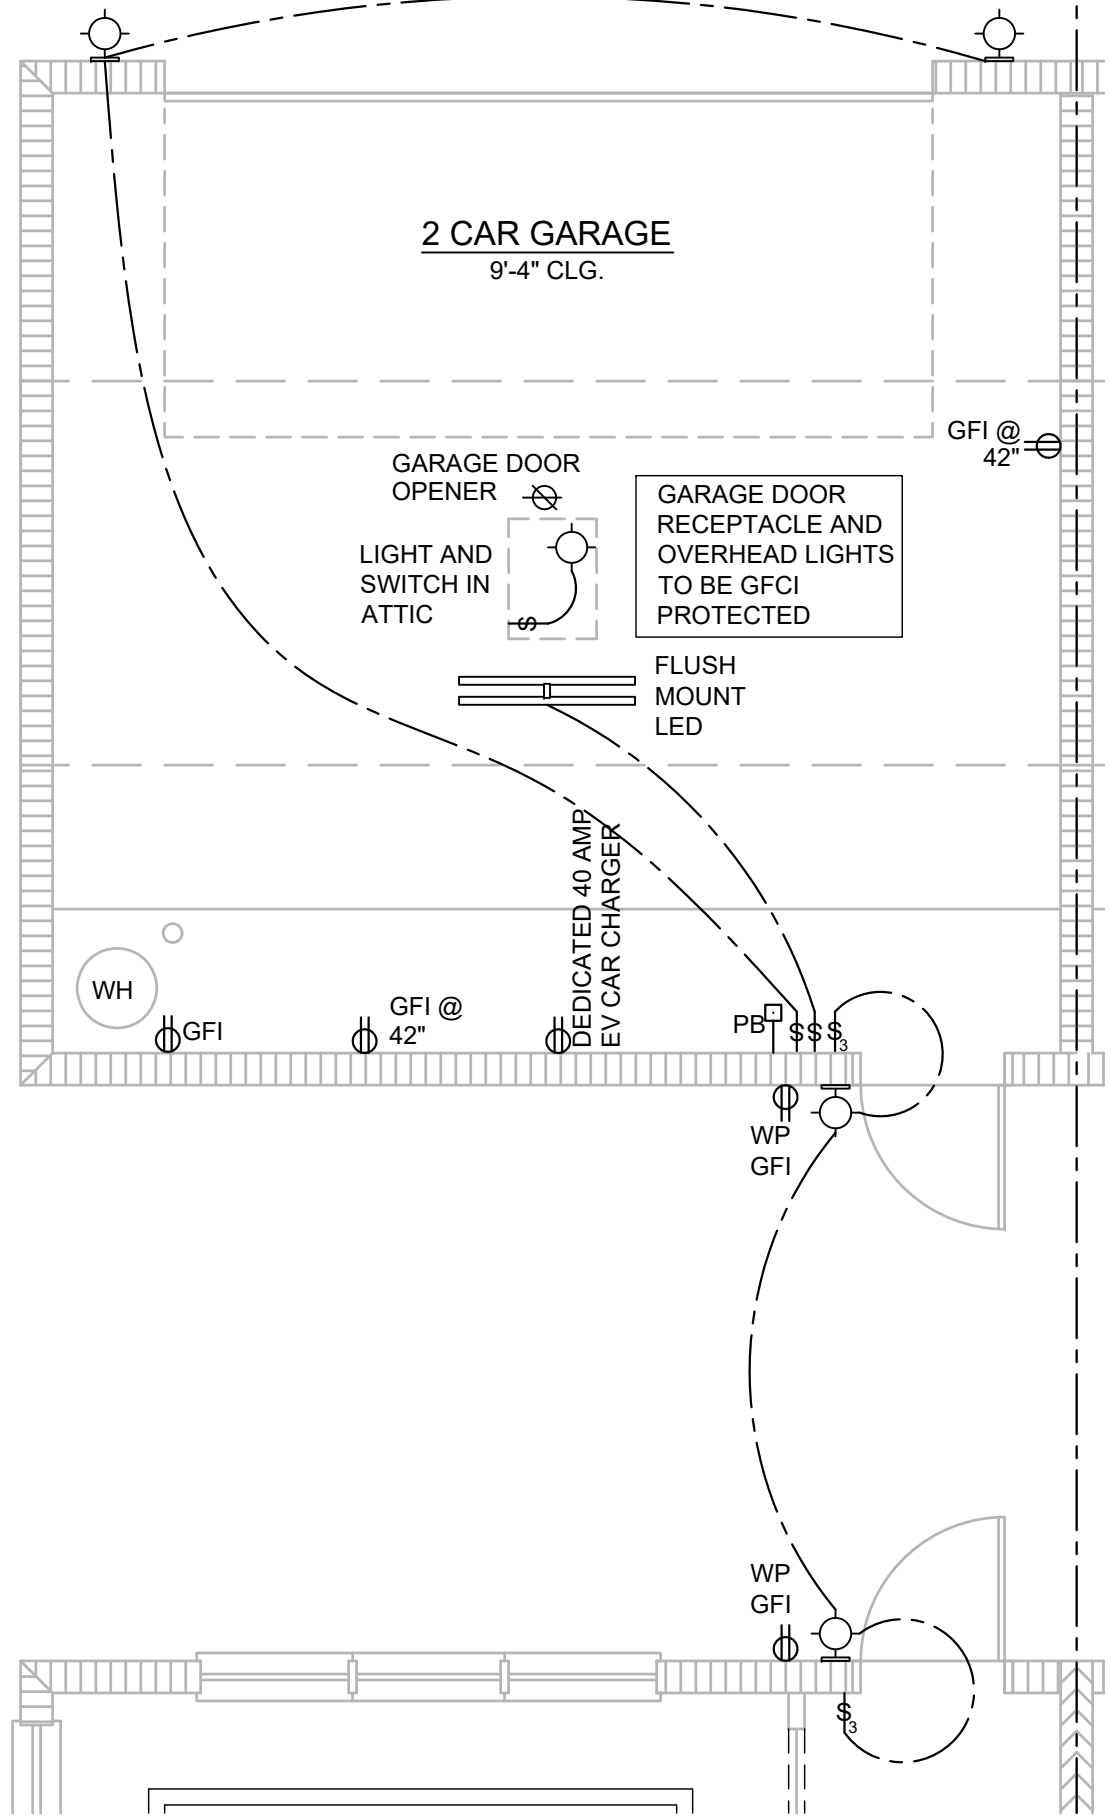 2 CAR GARAGE
9'-4" CLG.
GFI @
42"
GARAGE DOOR
OPENER
GARAGE DOOR
RECEPTACLE AND
OVERHEAD LIGHTS
TO BE GFCI
PROTECTED
LIGHT AND
SWITCH IN
ATTIC
S
FLUSH
MOUNT
LED
DEDICATED 40 AMP
EV CAR CHARGER
WH
GFI
GFI @
42"
PB
S S S3
WP
GFI
WP
GFI
S3